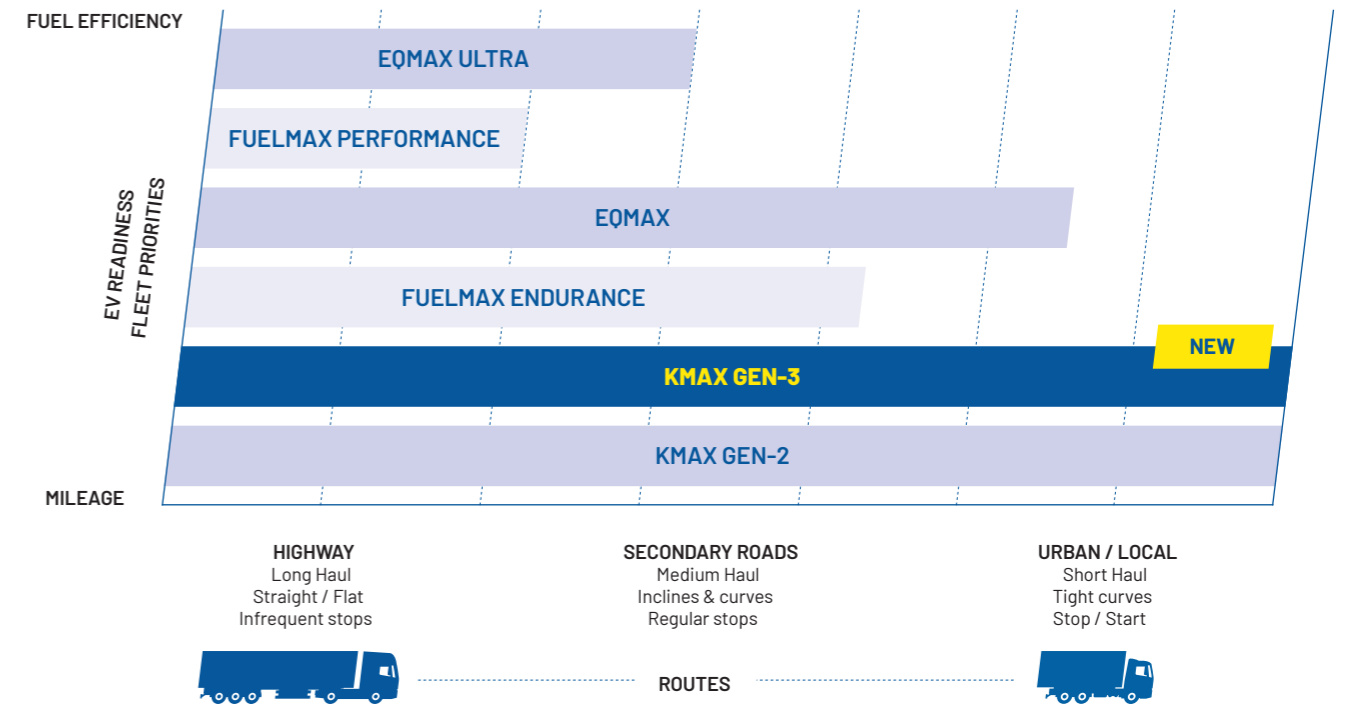 FUEL EFFICIENCY
EQMAX ULTRA
FUELMAX PERFORMANCE
EQMAX
EV READINESS
FLEET PRIORITIES
FUELMAX ENDURANCE
NEW
KMAX GEN-3
KMAX GEN-2
MILEAGE
HIGHWAY
Long Haul
Straight / Flat
Infrequent stops
SECONDARY ROADS
Medium Haul
Inclines & curves
Regular stops
URBAN / LOCAL
Short Haul
Tight curves
Stop / Start
ROUTES